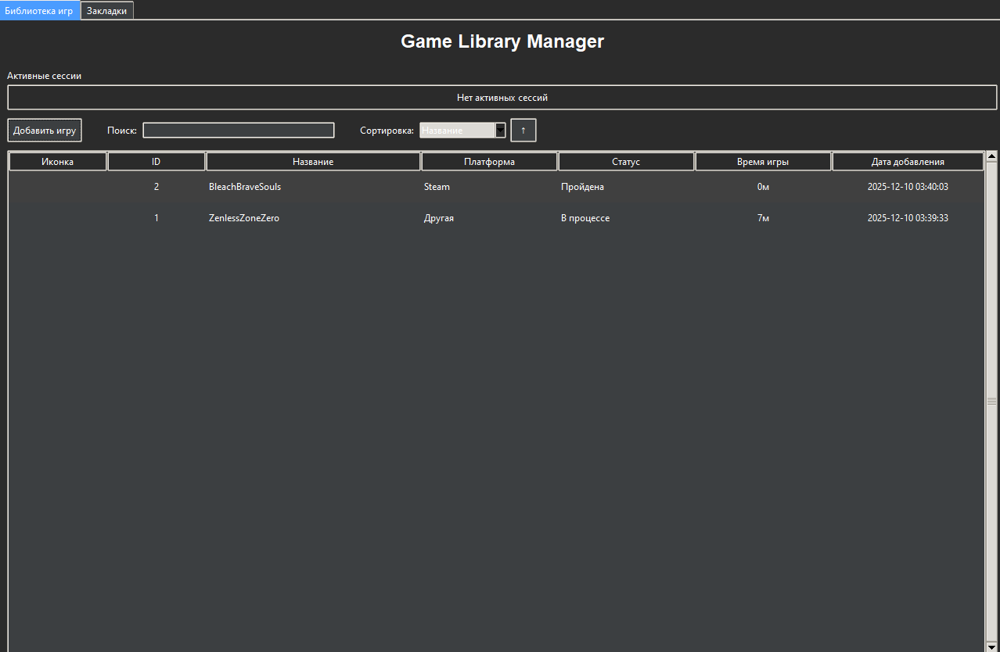 Библиотека игр Закладки
Game Library Manager
Активные сессии
Нет активных сессий
Добавить игру Поиск: Сортировка: Название ↑
Иконка ID Название Платформа Статус Время игры Дата добавления
2 BleachBraveSouls Steam Пройдена 0м 2025-12-10 03:40:03
1 ZenlessZoneZero Другая В процессе 7м 2025-12-10 03:39:33